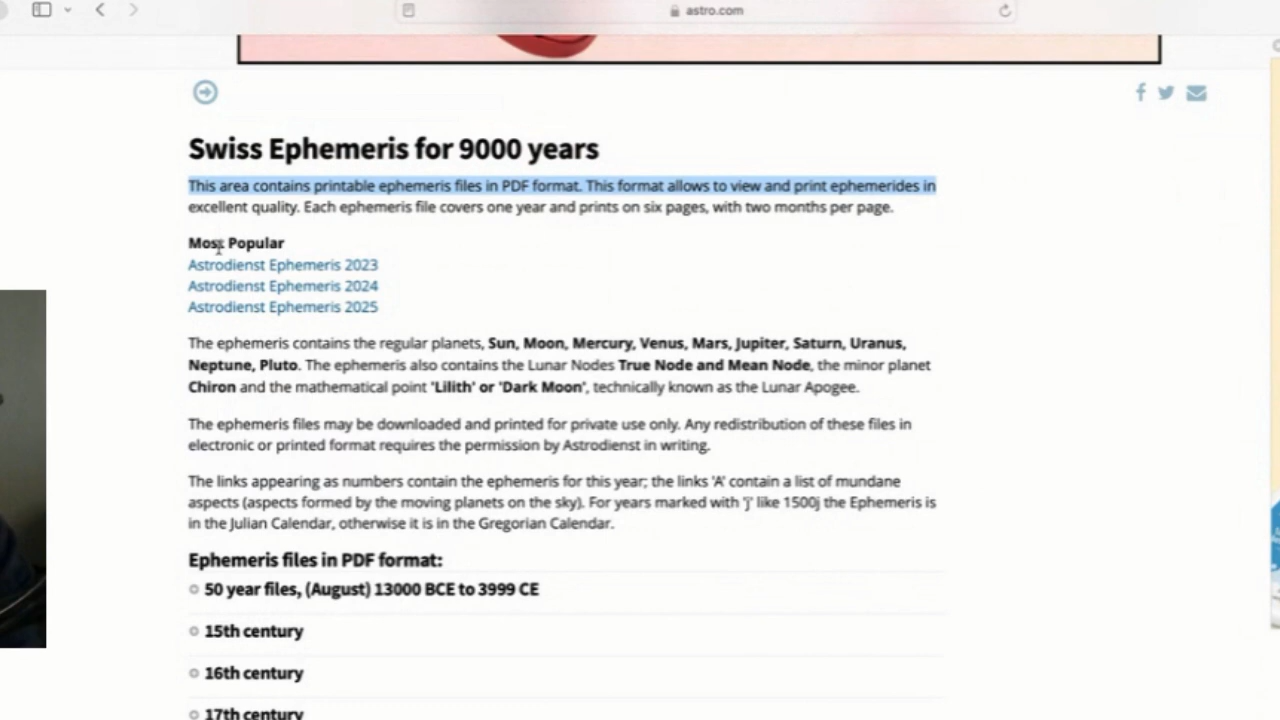 astro.com
Swiss Ephemeris for 9000 years
This area contains printable ephemeris files in PDF format. This format allows to view and print ephemerides in
excellent quality. Each ephemeris file covers one year and prints on six pages, with two months per page.
Most Popular
Astrodienst Ephemeris 2023
Astrodienst Ephemeris 2024
Astrodienst Ephemeris 2025
The ephemeris contains the regular planets, Sun, Moon, Mercury, Venus, Mars, Jupiter, Saturn, Uranus,
Neptune, Pluto. The ephemeris also contains the Lunar Nodes True Node and Mean Node, the minor planet
Chiron and the mathematical point 'Lilith' or 'Dark Moon', technically known as the Lunar Apogee.
The ephemeris files may be downloaded and printed for private use only. Any redistribution of these files in
electronic or printed format requires the permission by Astrodienst in writing.
The links appearing as numbers contain the ephemeris for this year; the links 'A' contain a list of mundane
aspects (aspects formed by the moving planets on the sky). For years marked with 'j' like 1500j the Ephemeris is
in the Julian Calendar, otherwise it is in the Gregorian Calendar.
Ephemeris files in PDF format:
50 year files, (August) 13000 BCE to 3999 CE
15th century
16th century
17th century